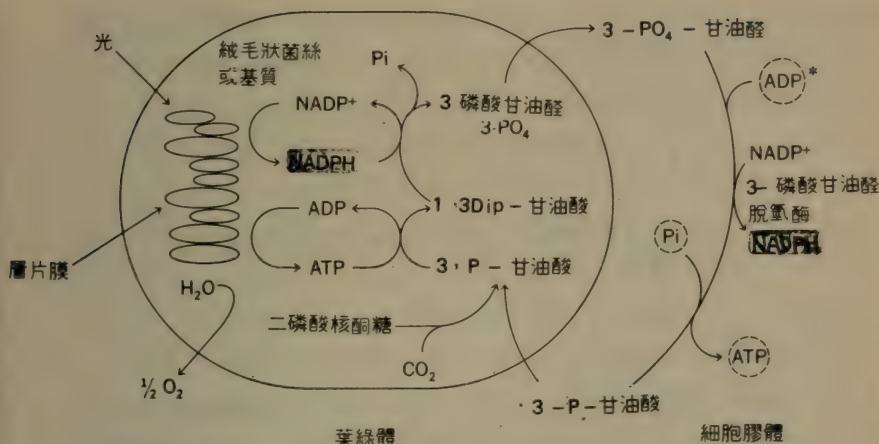 光
絨毛狀菌絲
或基質
Pi
3-PO₄-甘油醛
NADP⁺
3 磷酸甘油醛
3-PO₄
ADP*
NADPH
NADP⁺
3-磷酸甘油醛
脫氫酶
NADPH
ADP
1·3Dip-甘油酸
Pi
層片膜
ATP
3,P-甘油酸
H₂O
二磷酸核酮糖
CO₂
ATP
½ O₂
3-P-甘油酸
葉綠體
細胞膠體